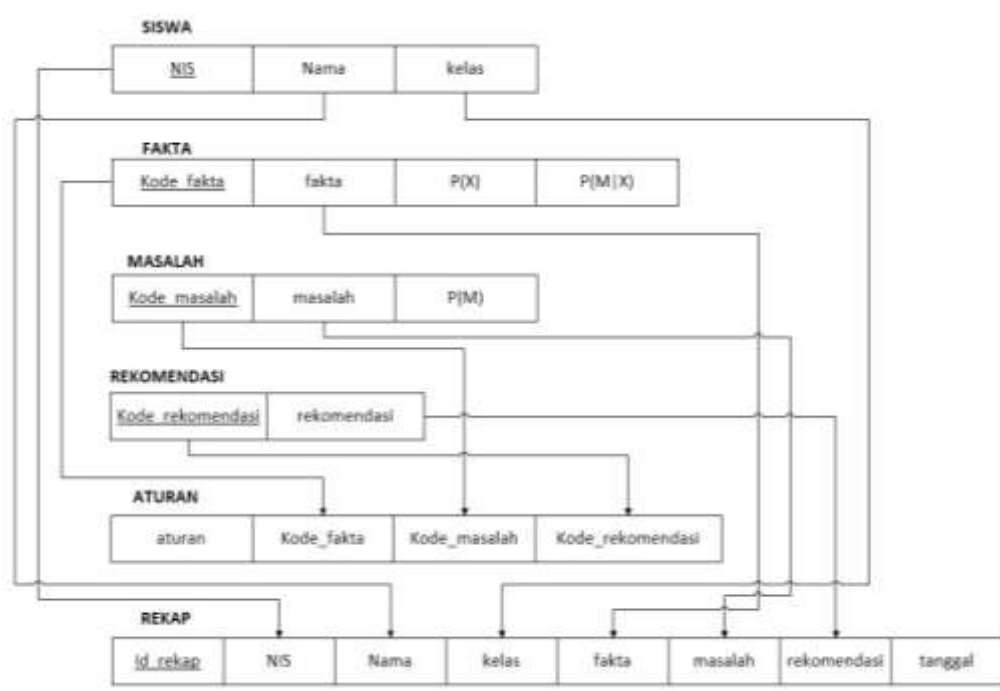 SISWA
NIS Nama kelas
FAKTA
Kode_fakta fakta P(X) P(M|X)
MASALAH
Kode_masalah masalah P(M)
REKOMENDASI
Kode_rekomendasi rekomendasi
ATURAN
aturan Kode_fakta Kode_masalah Kode_rekomendasi
REKAP
Id_rekap NIS Nama kelas fakta masalah rekomendasi tanggal